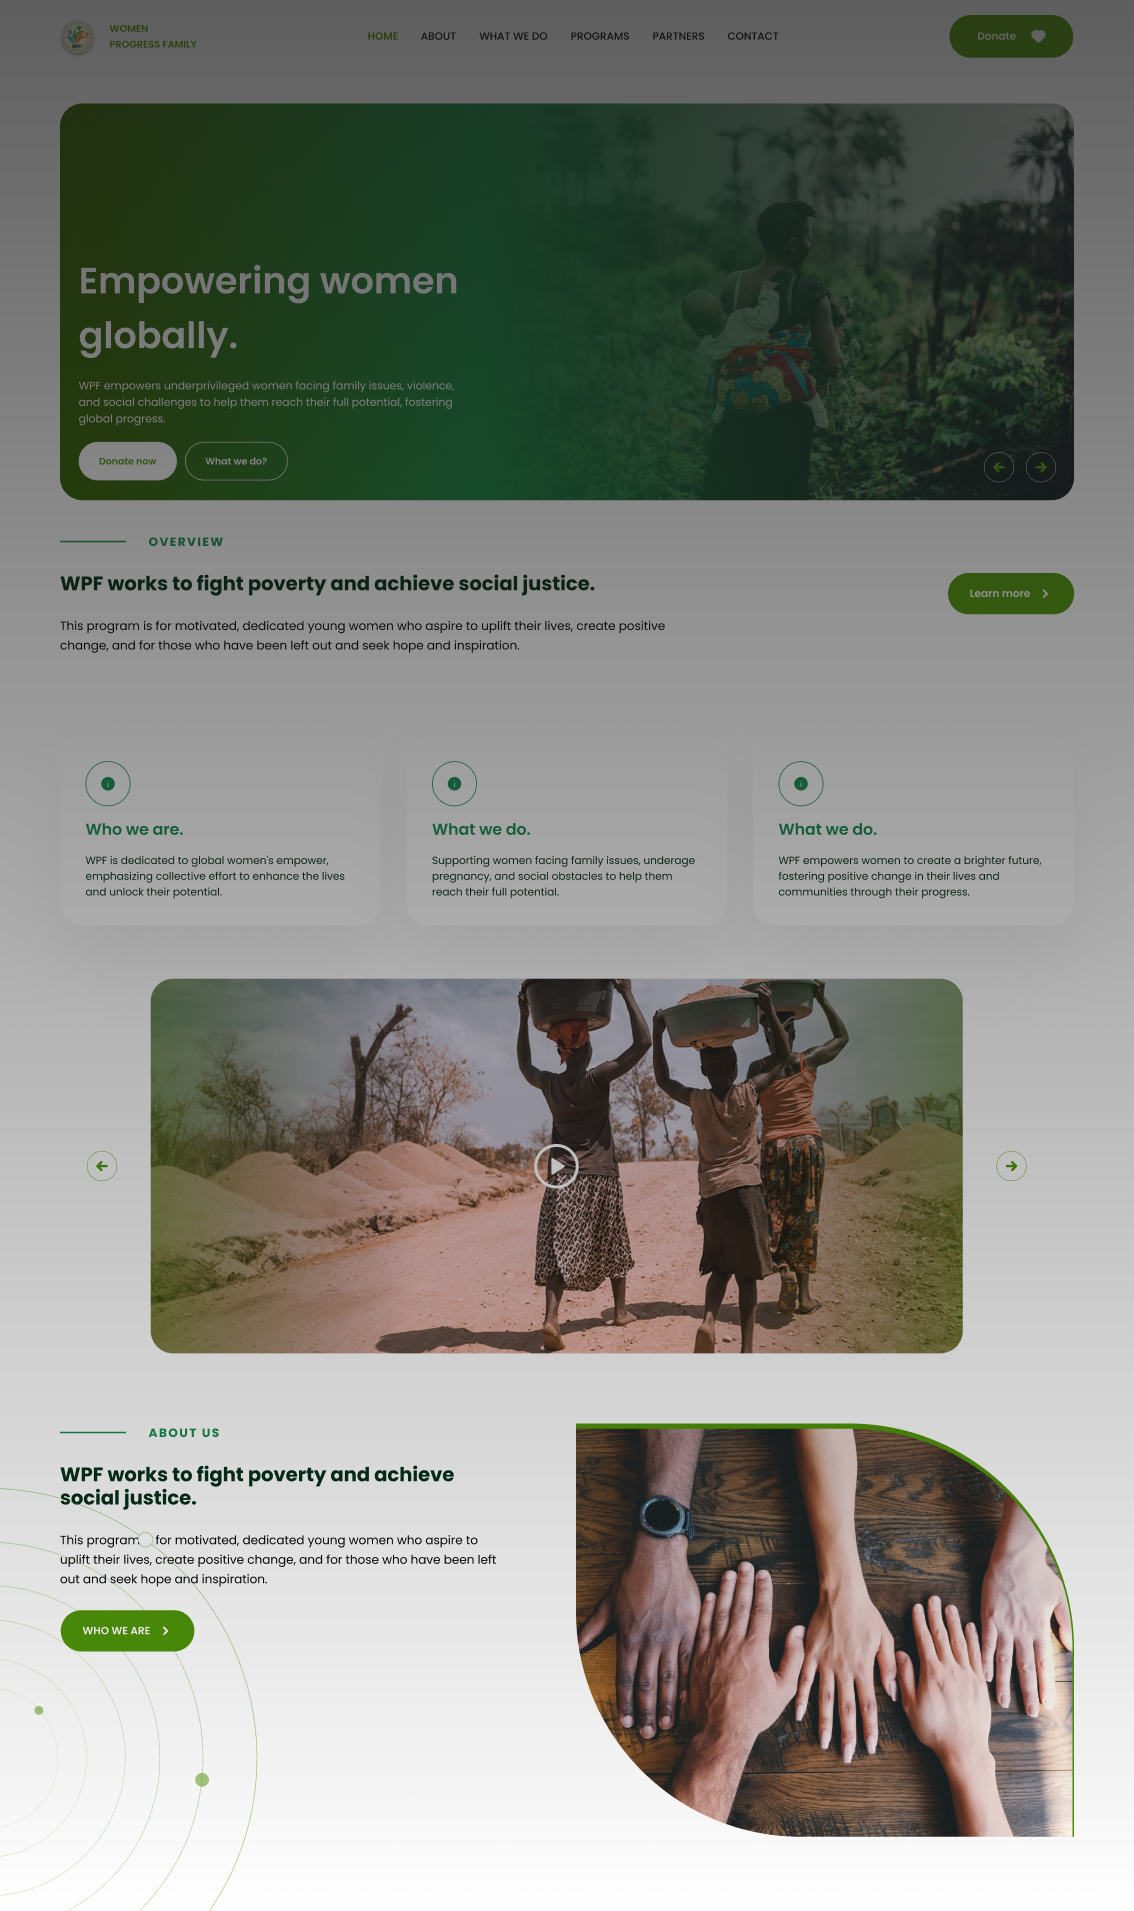 WOMEN
PROGRESS FAMILY
HOME ABOUT WHAT WE DO PROGRAMS PARTNERS CONTACT
Donate
Empowering women
globally.
WPF empowers underprivileged women facing family issues, violence,
and social challenges to help them reach their full potential, fostering
global progress.
Donate now
What we do?
OVERVIEW
WPF works to fight poverty and achieve social justice.
Learn more
This program is for motivated, dedicated young women who aspire to uplift their lives, create positive
change, and for those who have been left out and seek hope and inspiration.
Who we are.
WPF is dedicated to global women's empower,
emphasizing collective effort to enhance the lives
and unlock their potential.
What we do.
Supporting women facing family issues, underage
pregnancy, and social obstacles to help them
reach their full potential.
What we do.
WPF empowers women to create a brighter future,
fostering positive change in their lives and
communities through their progress.
ABOUT US
WPF works to fight poverty and achieve
social justice.
This program for motivated, dedicated young women who aspire to
uplift their lives, create positive change, and for those who have been left
out and seek hope and inspiration.
WHO WE ARE